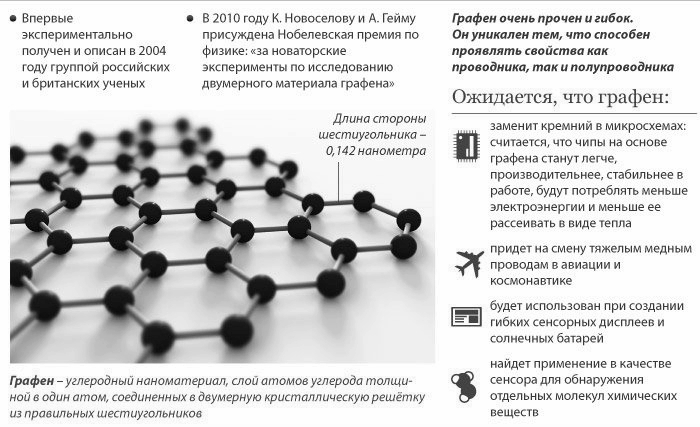 Впервые
экспериментально
получен и описан в 2004
году группой российских
и британских ученых
В 2010 году К. Новоселову и А. Гейму
присуждена Нобелевская премия по
физике: «за новаторские
эксперименты по исследованию
двумерного материала графена»
Графен очень прочен и гибок.
Он уникален тем, что способен
проявлять свойства как
проводника, так и полупроводника
Длина стороны
шестиугольника –
0,142 нанометра
Графен – углеродный наноматериал, слой атомов углерода толщи-
ной в один атом, соединенных в двумерную кристаллическую решётку
из правильных шестиугольников
Ожидается, что графен:
заменит кремний в микросхемах:
считается, что чипы на основе
графена станут легче,
производительнее, стабильнее в
работе, будут потреблять меньше
электроэнергии и меньше ее
рассеивать в виде тепла
придет на смену тяжелым медным
проводам в авиации и
космонавтике
будет использован при создании
гибких сенсорных дисплеев и
солнечных батарей
найдет применение в качестве
сенсора для обнаружения
отдельных молекул химических
веществ